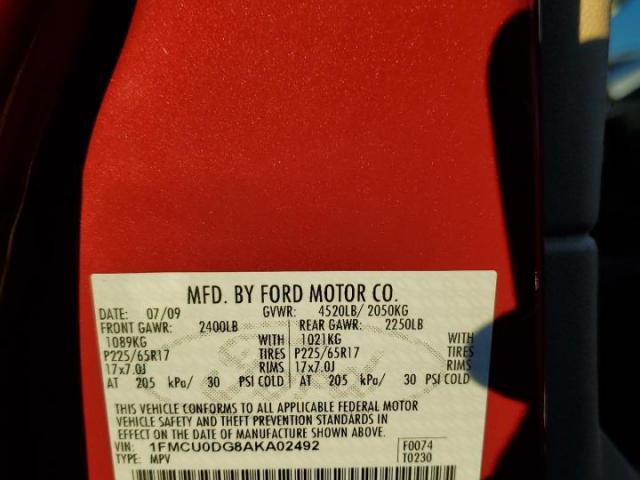 MFD. BY FORD MOTOR CO.
DATE: 07/09 GVWR: 4520LB/ 2050KG
FRONT GAWR: 2400LB REAR GAWR: 2250LB
1089KG WITH 1021KG WITH
P225/65R17 TIRES P225/65R17 TIRES
17x7.0J RIMS 17x7.0J RIMS
AT 205 kPa/ 30 PSI COLD AT 205 kPa/ 30 PSI COLD
THIS VEHICLE CONFORMS TO ALL APPLICABLE FEDERAL MOTOR
VEHICLE SAFETY AND THEFT PREVENTION STANDARDS IN
EFFECT ON THE DATE OF MANUFACTURE SHOWN ABOVE.
VIN: 1FMCU0DG8AKA02492 F0074
TYPE: MPV T0230